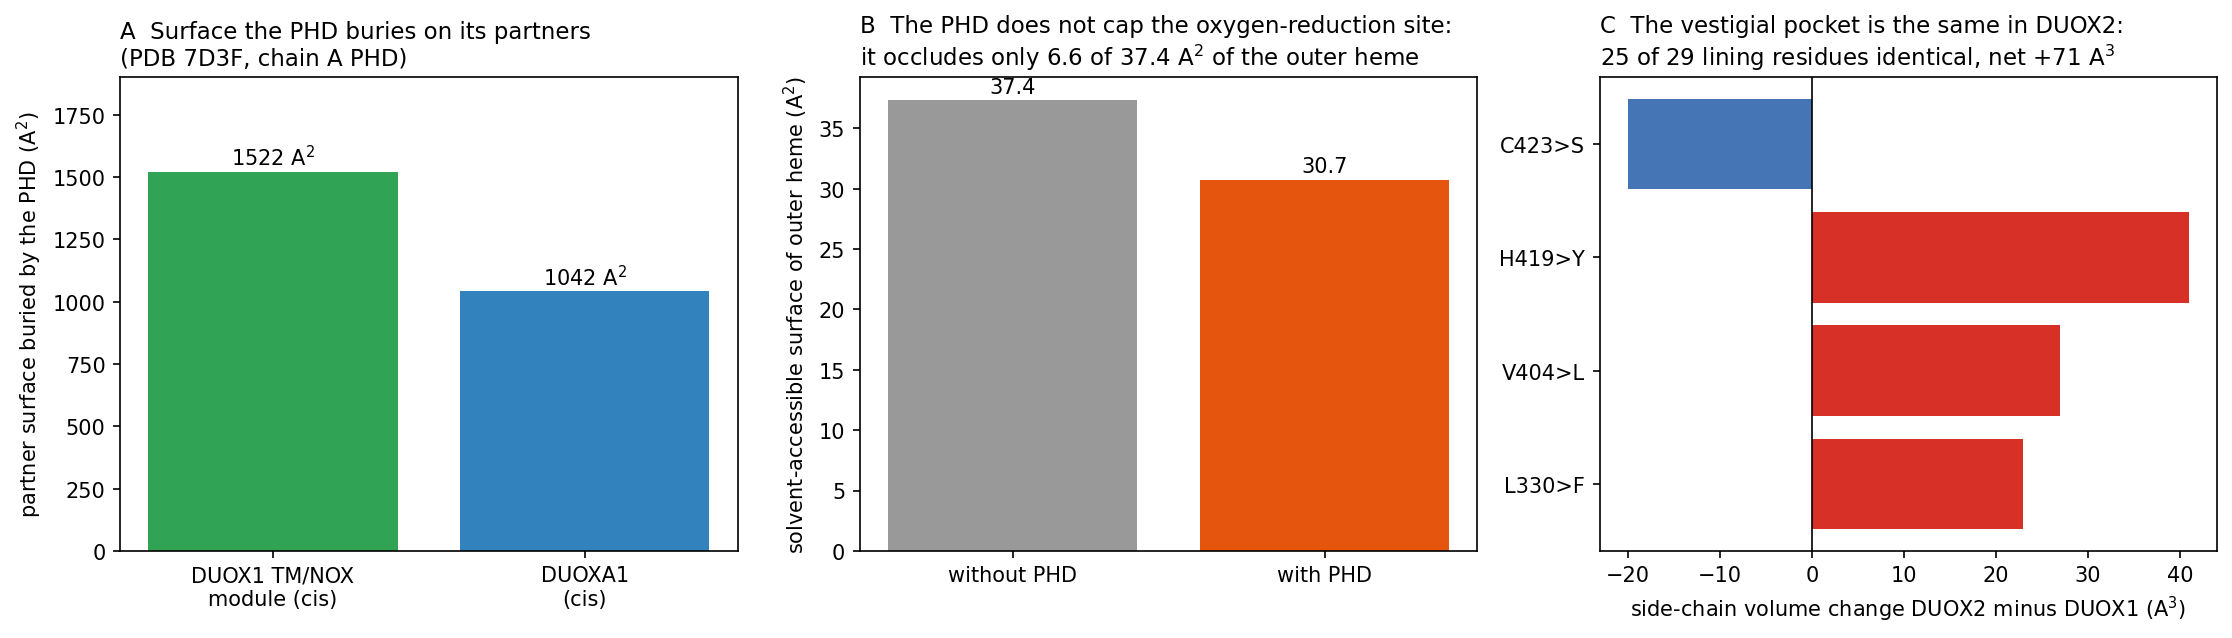 A  Surface the PHD buries on its partners
(PDB 7D3F, chain A PHD)
partner surface buried by the PHD (A²)
1750
1500
1250
1000
750
500
250
0
1522 A²
1042 A²
DUOX1 TM/NOX
module (cis)
DUOXA1
(cis)
B  The PHD does not cap the oxygen-reduction site:
it occludes only 6.6 of 37.4 A² of the outer heme
solvent-accessible surface of outer heme (A²)
35
30
25
20
15
10
5
0
37.4
30.7
without PHD
with PHD
C  The vestigial pocket is the same in DUOX2:
25 of 29 lining residues identical, net +71 A³
C423>S
H419>Y
V404>L
L330>F
−20
−10
0
10
20
30
40
side-chain volume change DUOX2 minus DUOX1 (A³)